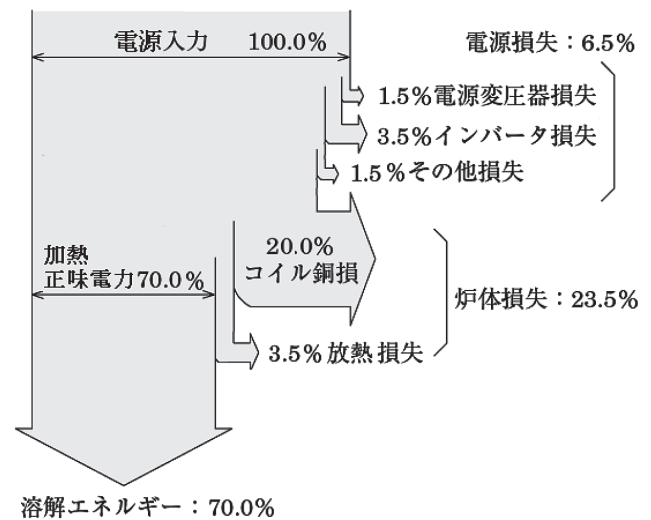 電源入力 100.0%
電源損失：6.5%
1.5%電源変圧器損失
3.5%インバータ損失
1.5%その他損失
20.0%
コイル銅損
加熱
正味電力70.0%
炉体損失：23.5%
3.5%放熱損失
溶解エネルギー：70.0%